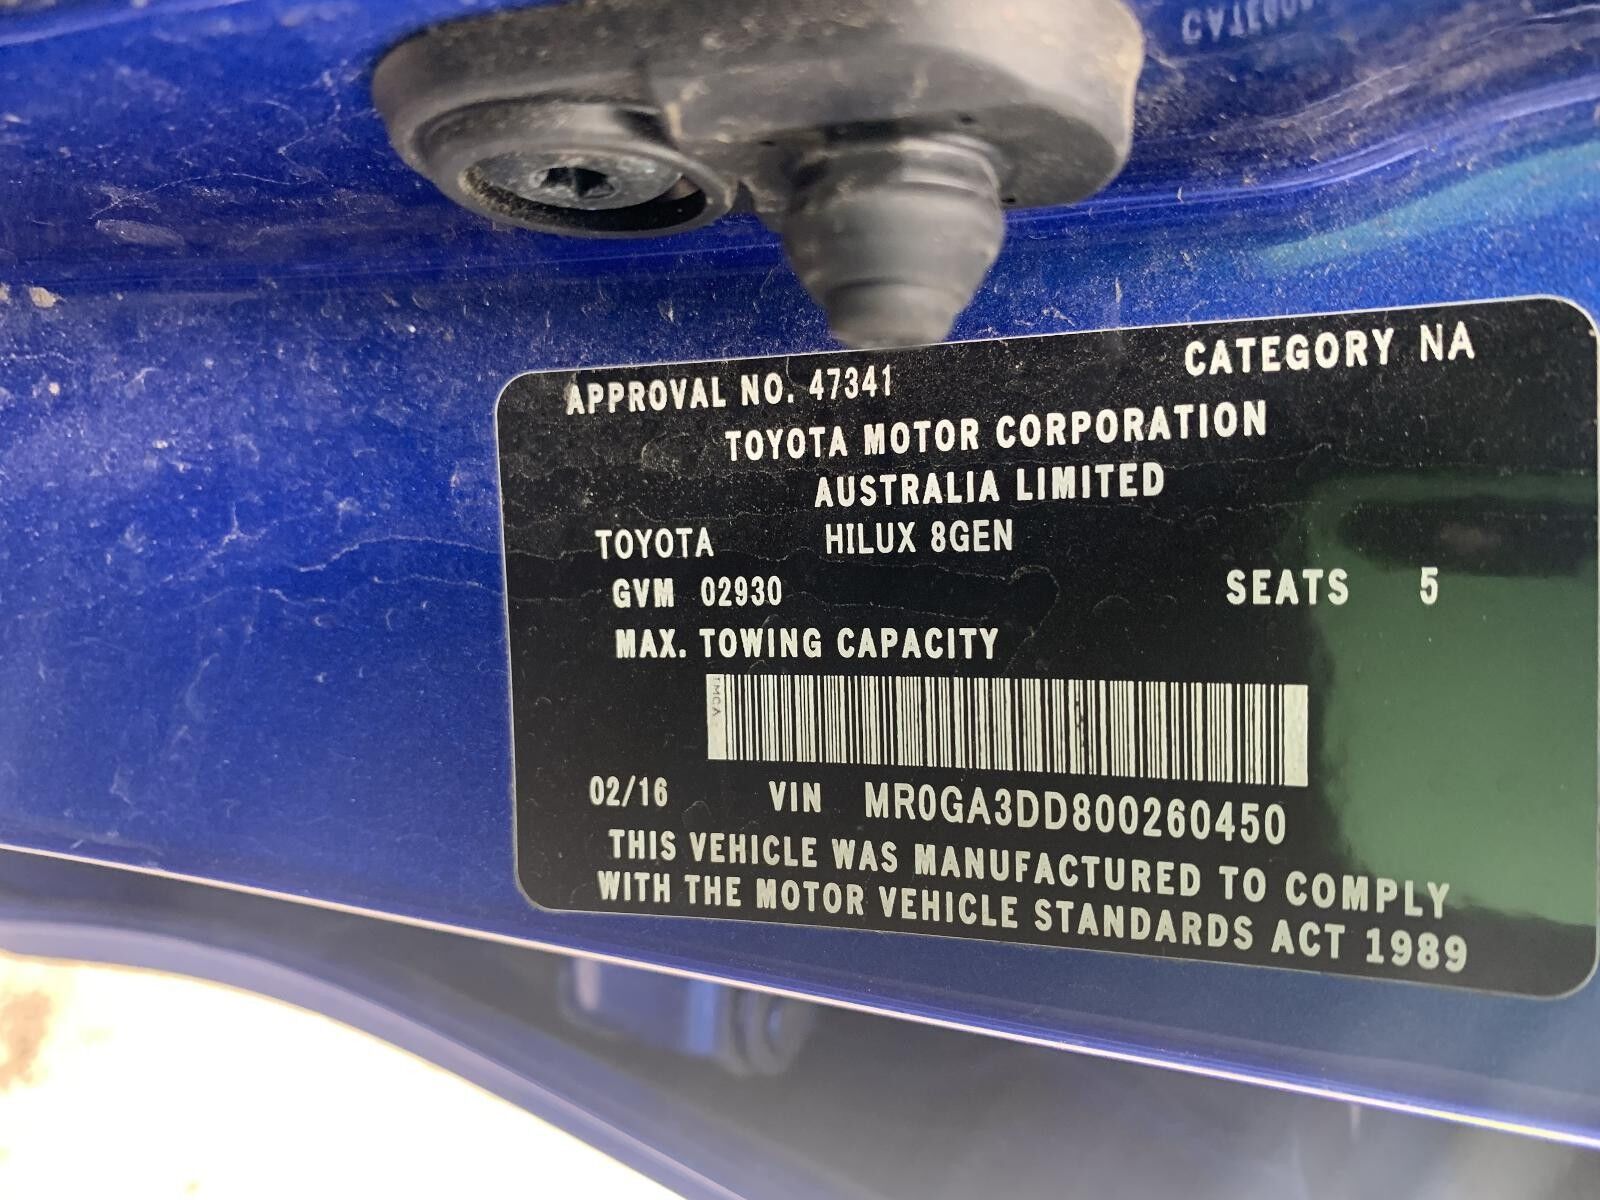 APPROVAL NO. 47341 CATEGORY NA
TOYOTA MOTOR CORPORATION
AUSTRALIA LIMITED
TOYOTA HILUX 8GEN
GVM 02930 SEATS 5
MAX. TOWING CAPACITY
TMCA
02/16 VIN MR0GA3DD800260450
THIS VEHICLE WAS MANUFACTURED TO COMPLY
WITH THE MOTOR VEHICLE STANDARDS ACT 1989